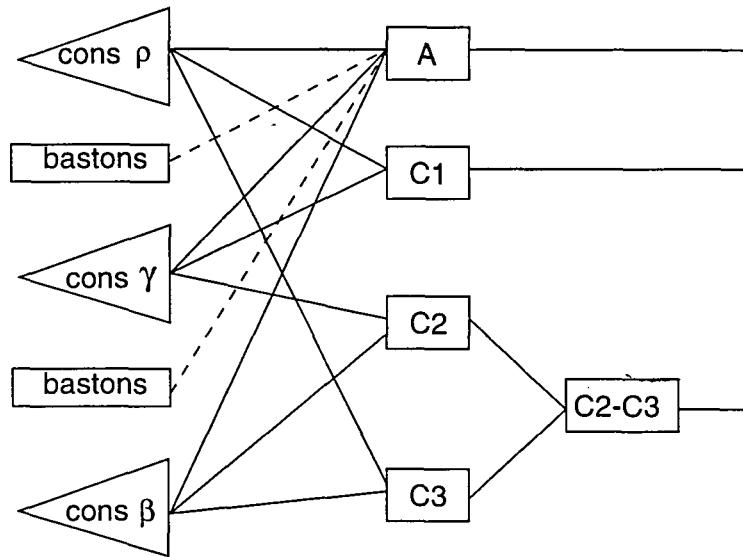 cons ρ
A
bastons
C1
cons γ
C2
bastons
C2-C3
cons β
C3